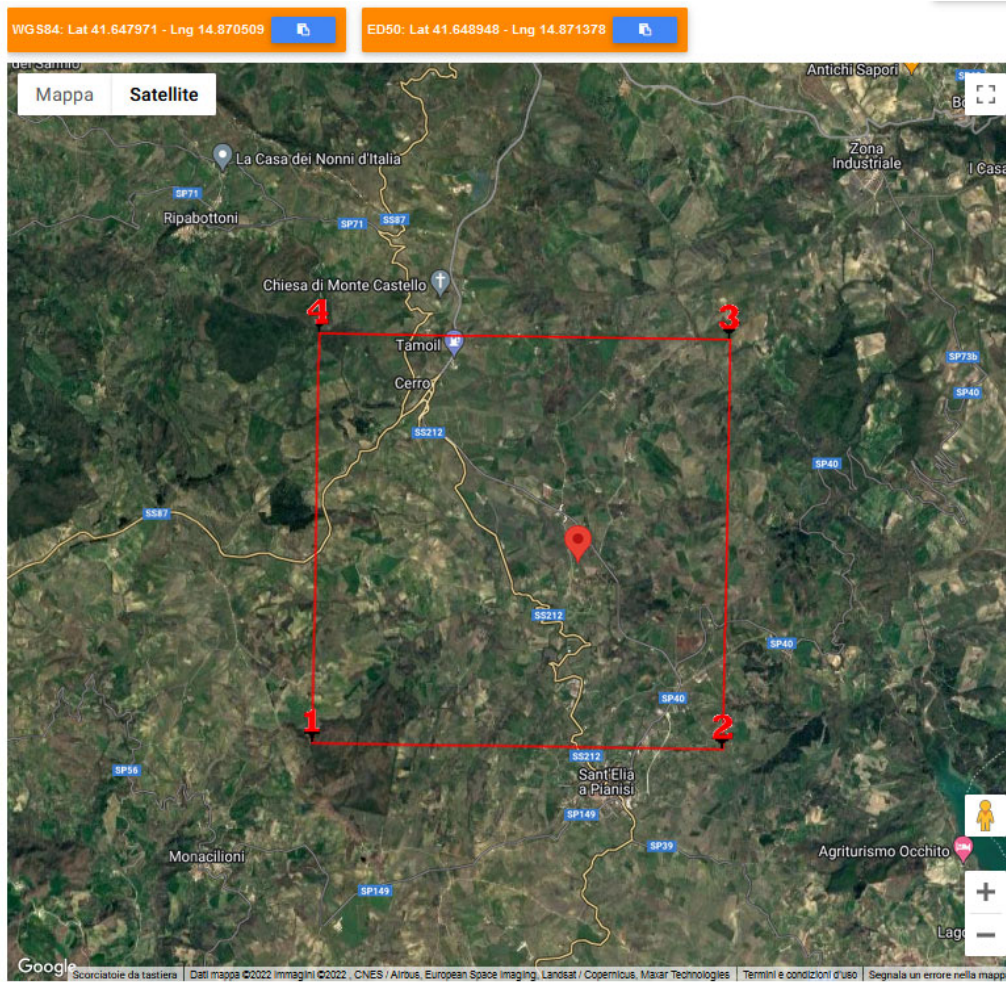 WGS84: Lat 41.647971 - Lng 14.870509
ED50: Lat 41.648948 - Lng 14.871378
del Sannio
Mappa
Satellite
Antichi Sapori
La Casa dei Nonni d'Italia
Zona
Industriale
I Casa
SP71
Ripabottoni
SP71
SS87
Chiesa di Monte Castello
4
3
Tamoil
Cerro
SP73b
SP40
SS212
SP40
SS87
SS212
SP40
SP40
1
2
SS212
SP56
Sant'Elia
a Pianisi
SP149
SP39
Monacilioni
Agriturismo Occhito
SP149
Lago
Google
Scorciatoie da tastiera
Dati mappa ©2022 Immagini ©2022 , CNES / Airbus, European Space Imaging, Landsat / Copernicus, Maxar Technologies
Termini e condizioni d'uso
Segnala un errore nella mappa